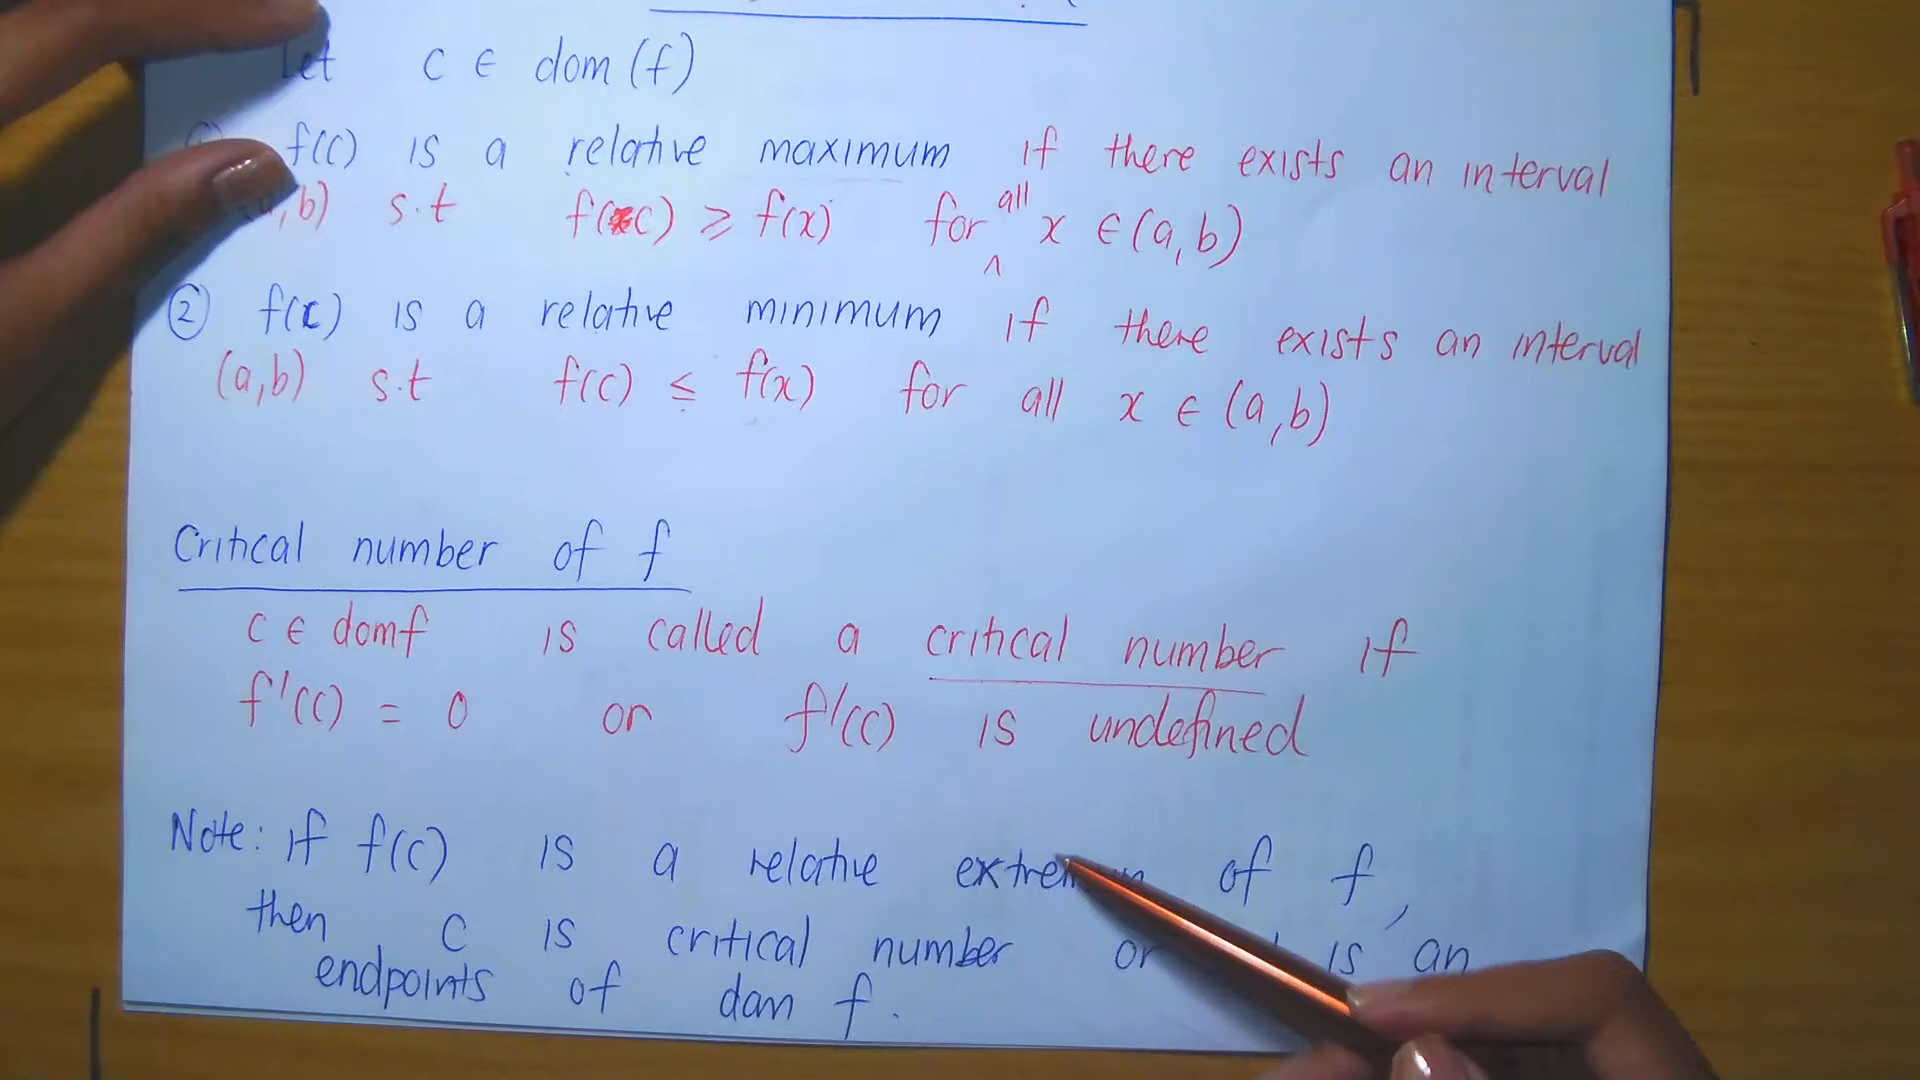 Let c ∈ dom (f)
f(c) is a relative maximum if there exists an interval
(a,b) s.t f(c) ⩾ f(x) for all x ∈ (a,b)
② f(c) is a relative minimum if there exists an interval
(a,b) s.t f(c) ≤ f(x) for all x ∈ (a,b)
Critical number of f
c ∈ domf is called a critical number if
f'(c) = 0 or f'(c) is undefined
Note: if f(c) is a relative of f,
then c is critical number or is an
endpoints of dom f.